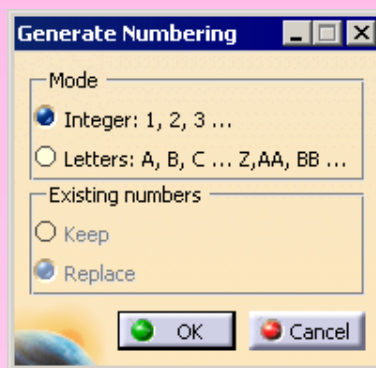 Generate Numbering
Mode
Integer: 1, 2, 3 ...
Letters: A, B, C ... Z,AA, BB ...
Existing numbers
Keep
Replace
OK
Cancel